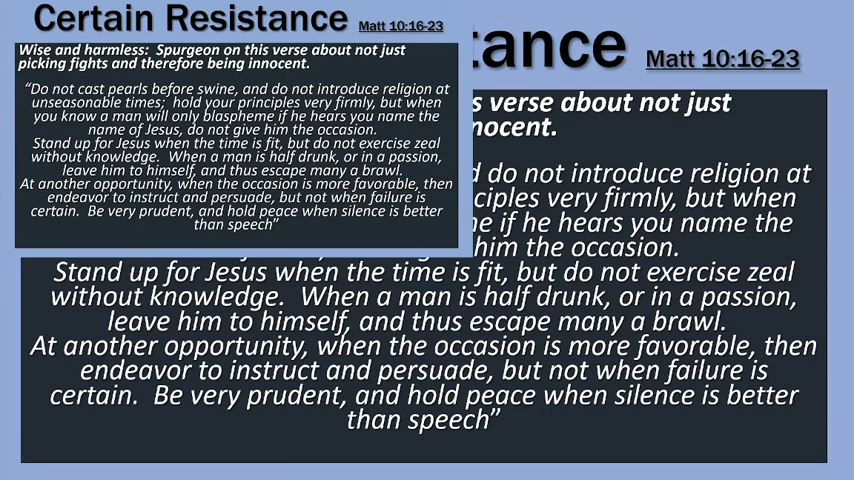 Certain Resistance Matt 10:16-23
Wise and harmless: Spurgeon on this verse about not just
picking fights and therefore being innocent.
“Do not cast pearls before swine, and do not introduce religion at
unseasonable times; hold your principles very firmly, but when
you know a man will only blaspheme if he hears you name the
name of Jesus, do not give him the occasion.
Stand up for Jesus when the time is fit, but do not exercise zeal
without knowledge. When a man is half drunk, or in a passion,
leave him to himself, and thus escape many a brawl.
At another opportunity, when the occasion is more favorable, then
endeavor to instruct and persuade, but not when failure is
certain. Be very prudent, and hold peace when silence is better
than speech”
tance Matt 10:16-23
s verse about not just
nocent.
d do not introduce religion at
ciples very firmly, but when
ne if he hears you name the
him the occasion.
Stand up for Jesus when the time is fit, but do not exercise zeal
without knowledge. When a man is half drunk, or in a passion,
leave him to himself, and thus escape many a brawl.
At another opportunity, when the occasion is more favorable, then
endeavor to instruct and persuade, but not when failure is
certain. Be very prudent, and hold peace when silence is better
than speech”